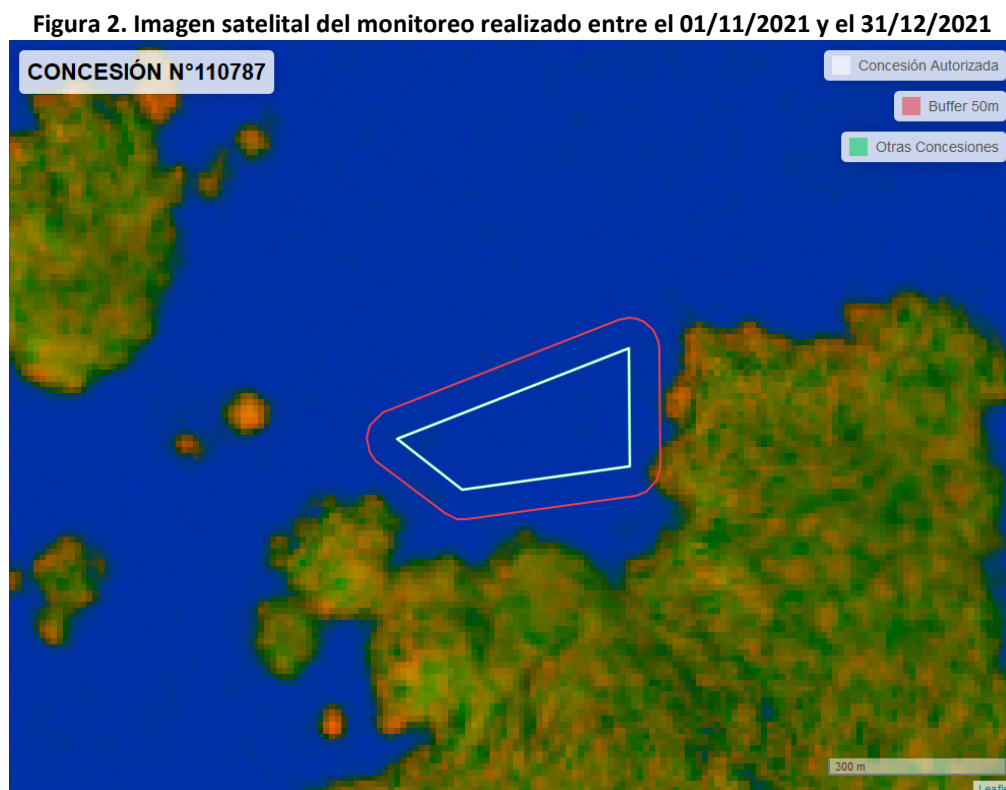 Figura 2. Imagen satelital del monitoreo realizado entre el 01/11/2021 y el 31/12/2021
CONCESIÓN N°110787
Concesión Autorizada
Buffer 50m
Otras Concesiones
300 m